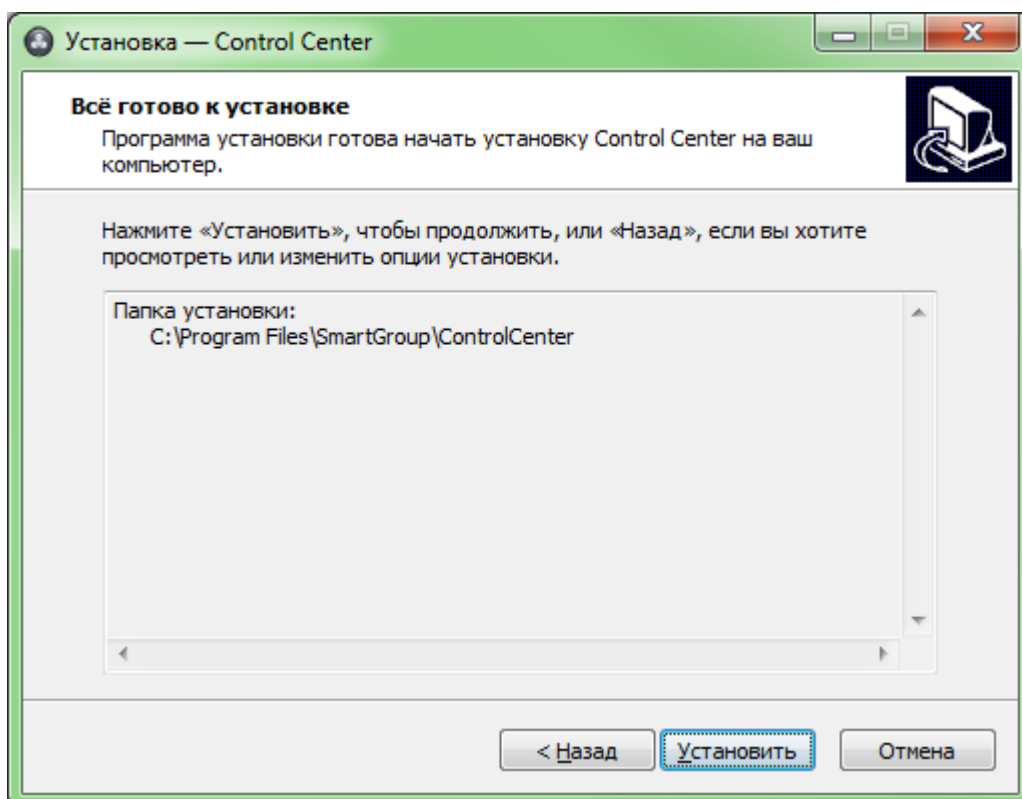 Установка — Control Center
Всё готово к установке
Программа установки готова начать установку Control Center на ваш
компьютер.
Нажмите «Установить», чтобы продолжить, или «Назад», если вы хотите
просмотреть или изменить опции установки.
Папка установки:
C:\Program Files\SmartGroup\ControlCenter
< Назад
Установить
Отмена